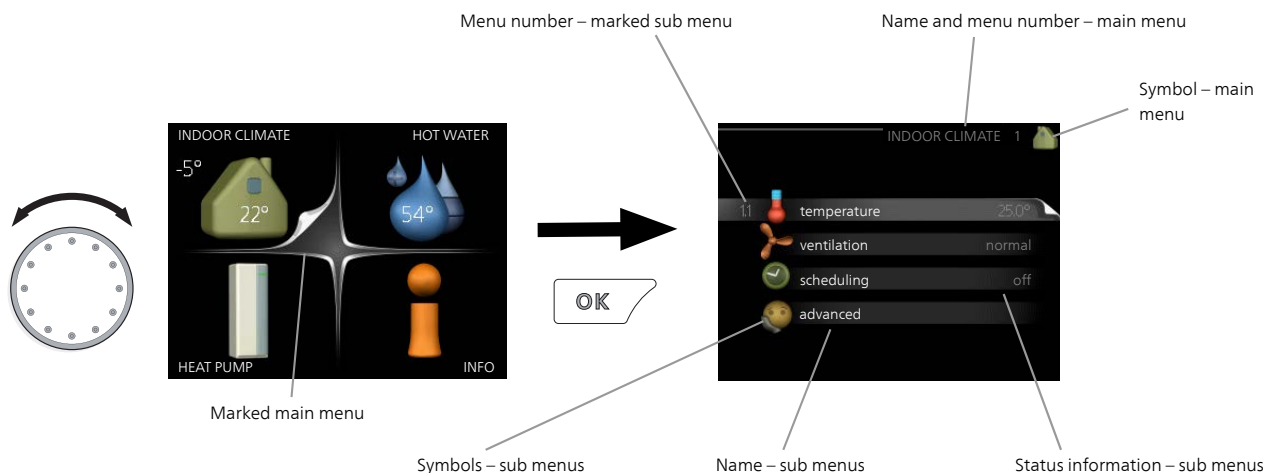 Menu number – marked sub menu
Name and menu number – main menu
Symbol – main
menu
INDOOR CLIMATE
HOT WATER
-5°
22°
54°
HEAT PUMP
INFO
Marked main menu
OK
INDOOR CLIMATE 1
1.1 temperature 25.0°
ventilation normal
scheduling off
advanced
Symbols – sub menus
Name – sub menus
Status information – sub menus